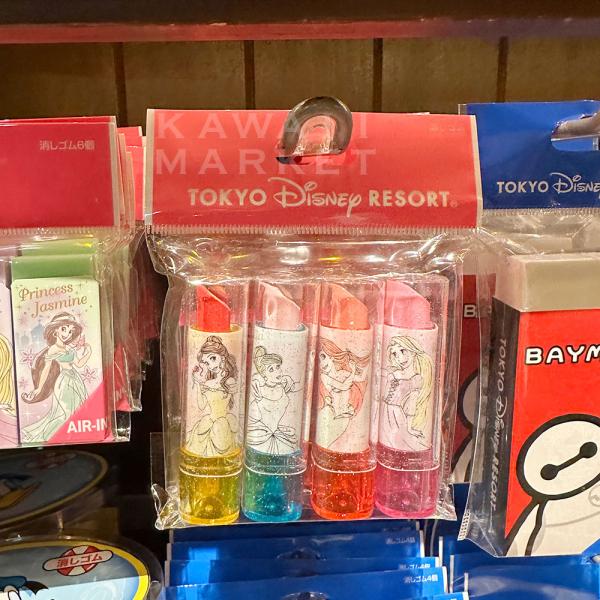 KAWAII
MARKET
TOKYO Disney RESORT
消しゴム6個
Princess
Jasmine
AIR-IN
TOKYO Disney
BAYM
TOKYO Disney RESORT
消しゴム